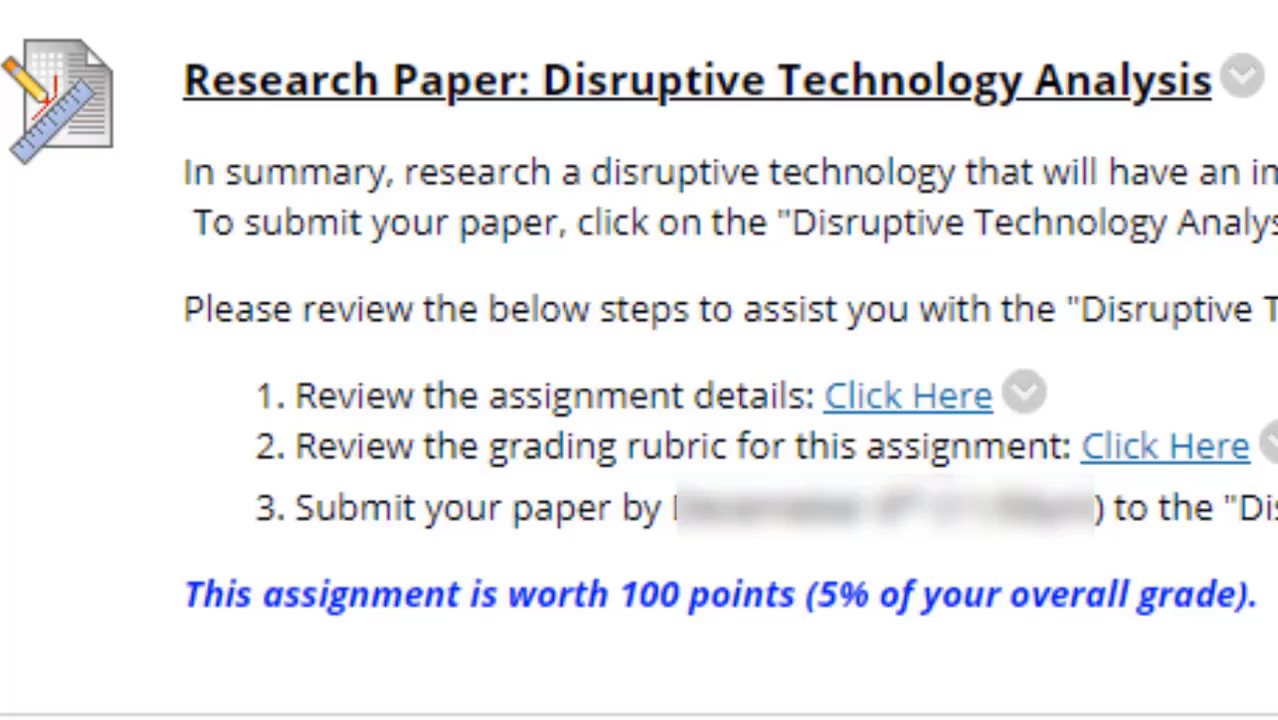 Research Paper: Disruptive Technology Analysis
In summary, research a disruptive technology that will have an
To submit your paper, click on the "Disruptive Technology
Please review the below steps to assist you with the "Disruptive
1. Review the assignment details: Click Here
2. Review the grading rubric for this assignment: Click Here
3. Submit your paper by ) to the "
This assignment is worth 100 points (5% of your overall grade).